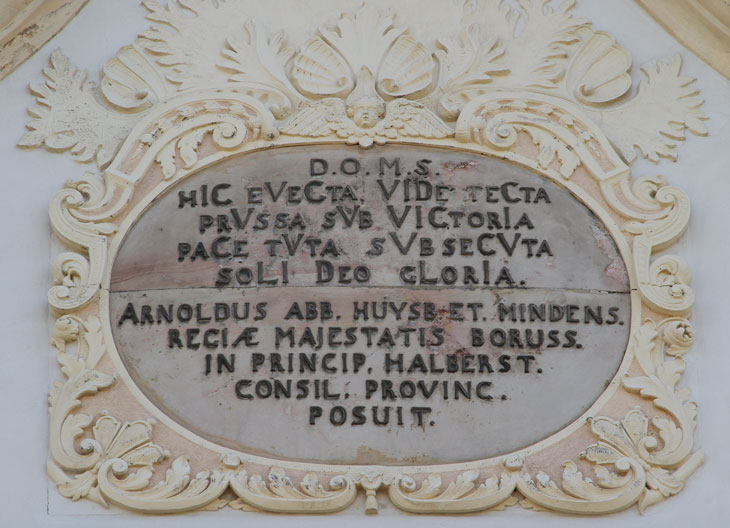 D.O.M.S.
HIC EVECTA. VIDE TECTA
PRVSSA SVB VICTORIA
PACE TVTA SVBSECVTA
SOLI DEO GLORIA.
ARNOLDUS ABB. HUYSB. ET. MINDENS.
REGIÆ MAJESTATIS BORUSS.
IN PRINCIP. HALBERST.
CONSIL. PROVINC.
POSUIT.